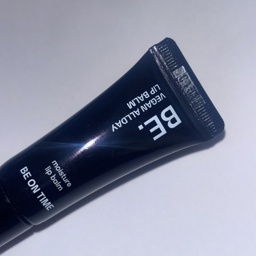 BE.
VEGAN ALLDAY
LIP BALM
moisture
lip balm
BE ON TIME